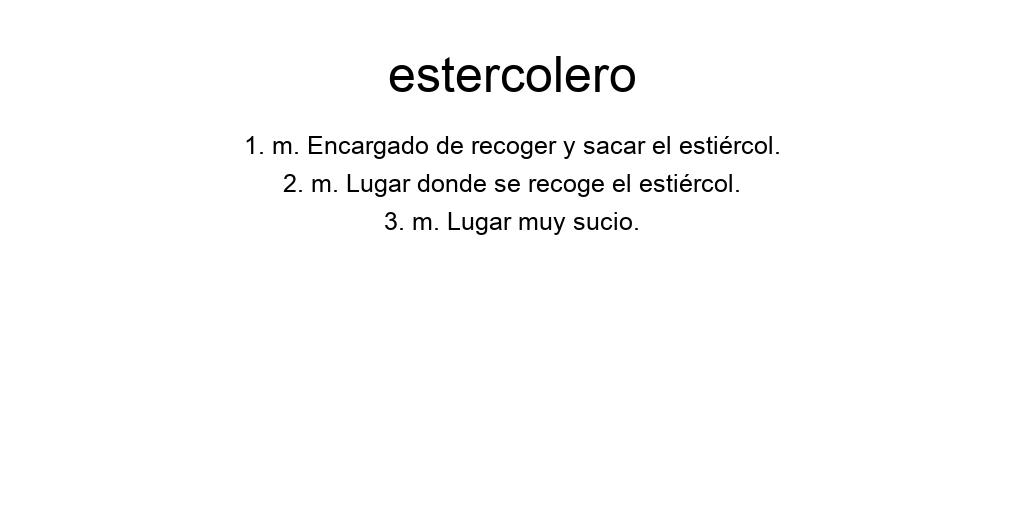 estercolero
1. m. Encargado de recoger y sacar el estiércol.
2. m. Lugar donde se recoge el estiércol.
3. m. Lugar muy sucio.